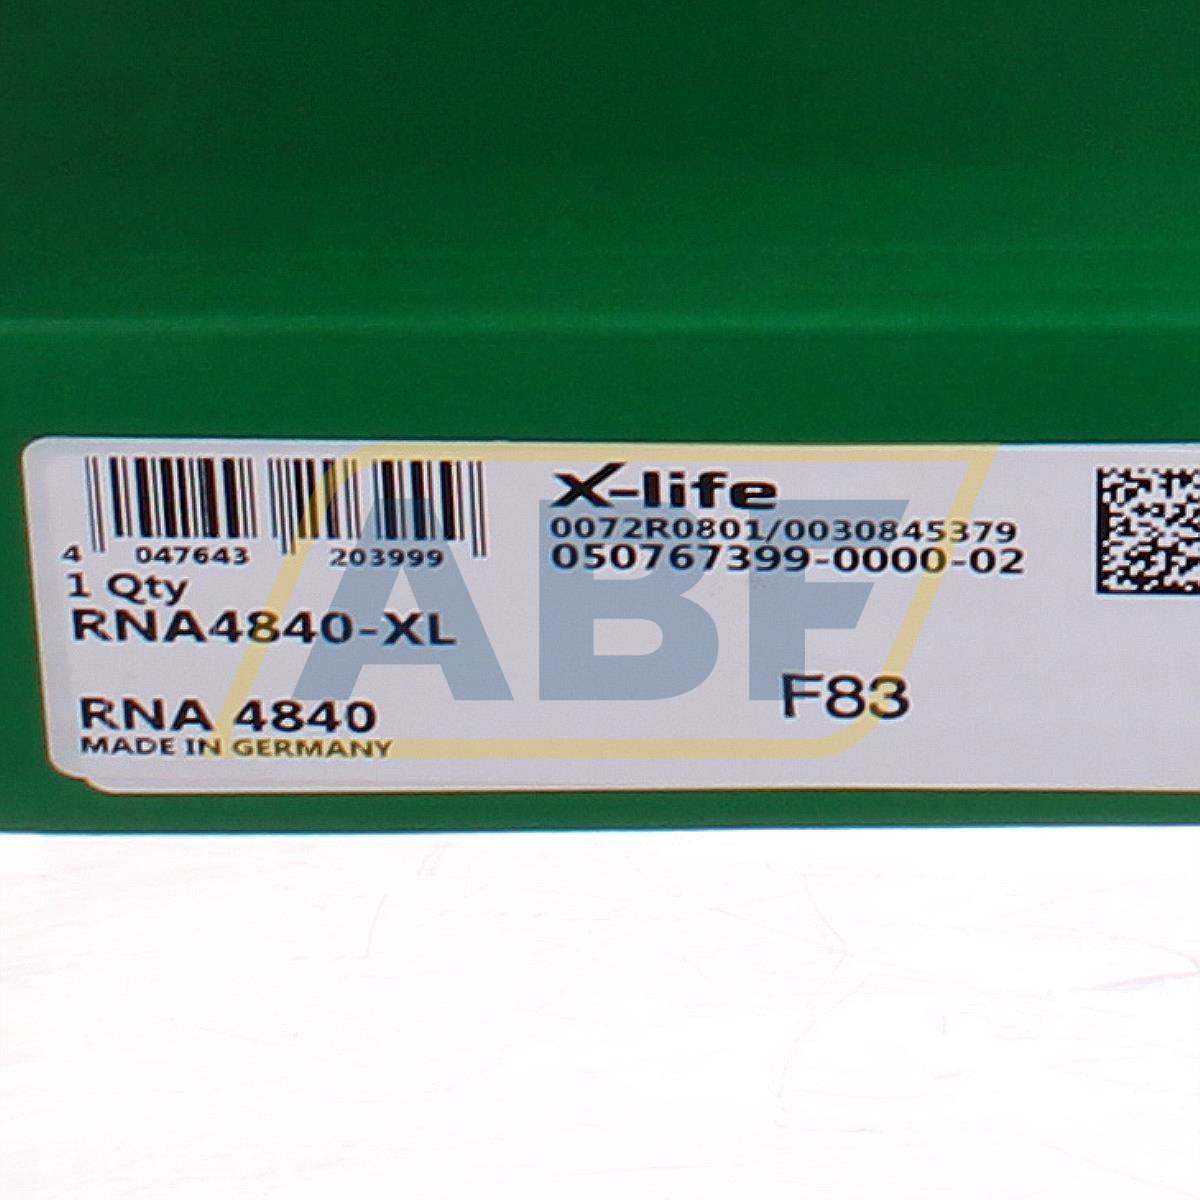 4 047643 203999
1 Qty
RNA4840-XL
RNA 4840
MADE IN GERMANY
X-life
0072R0801/0030845379
050767399-0000-02
F83
ABF